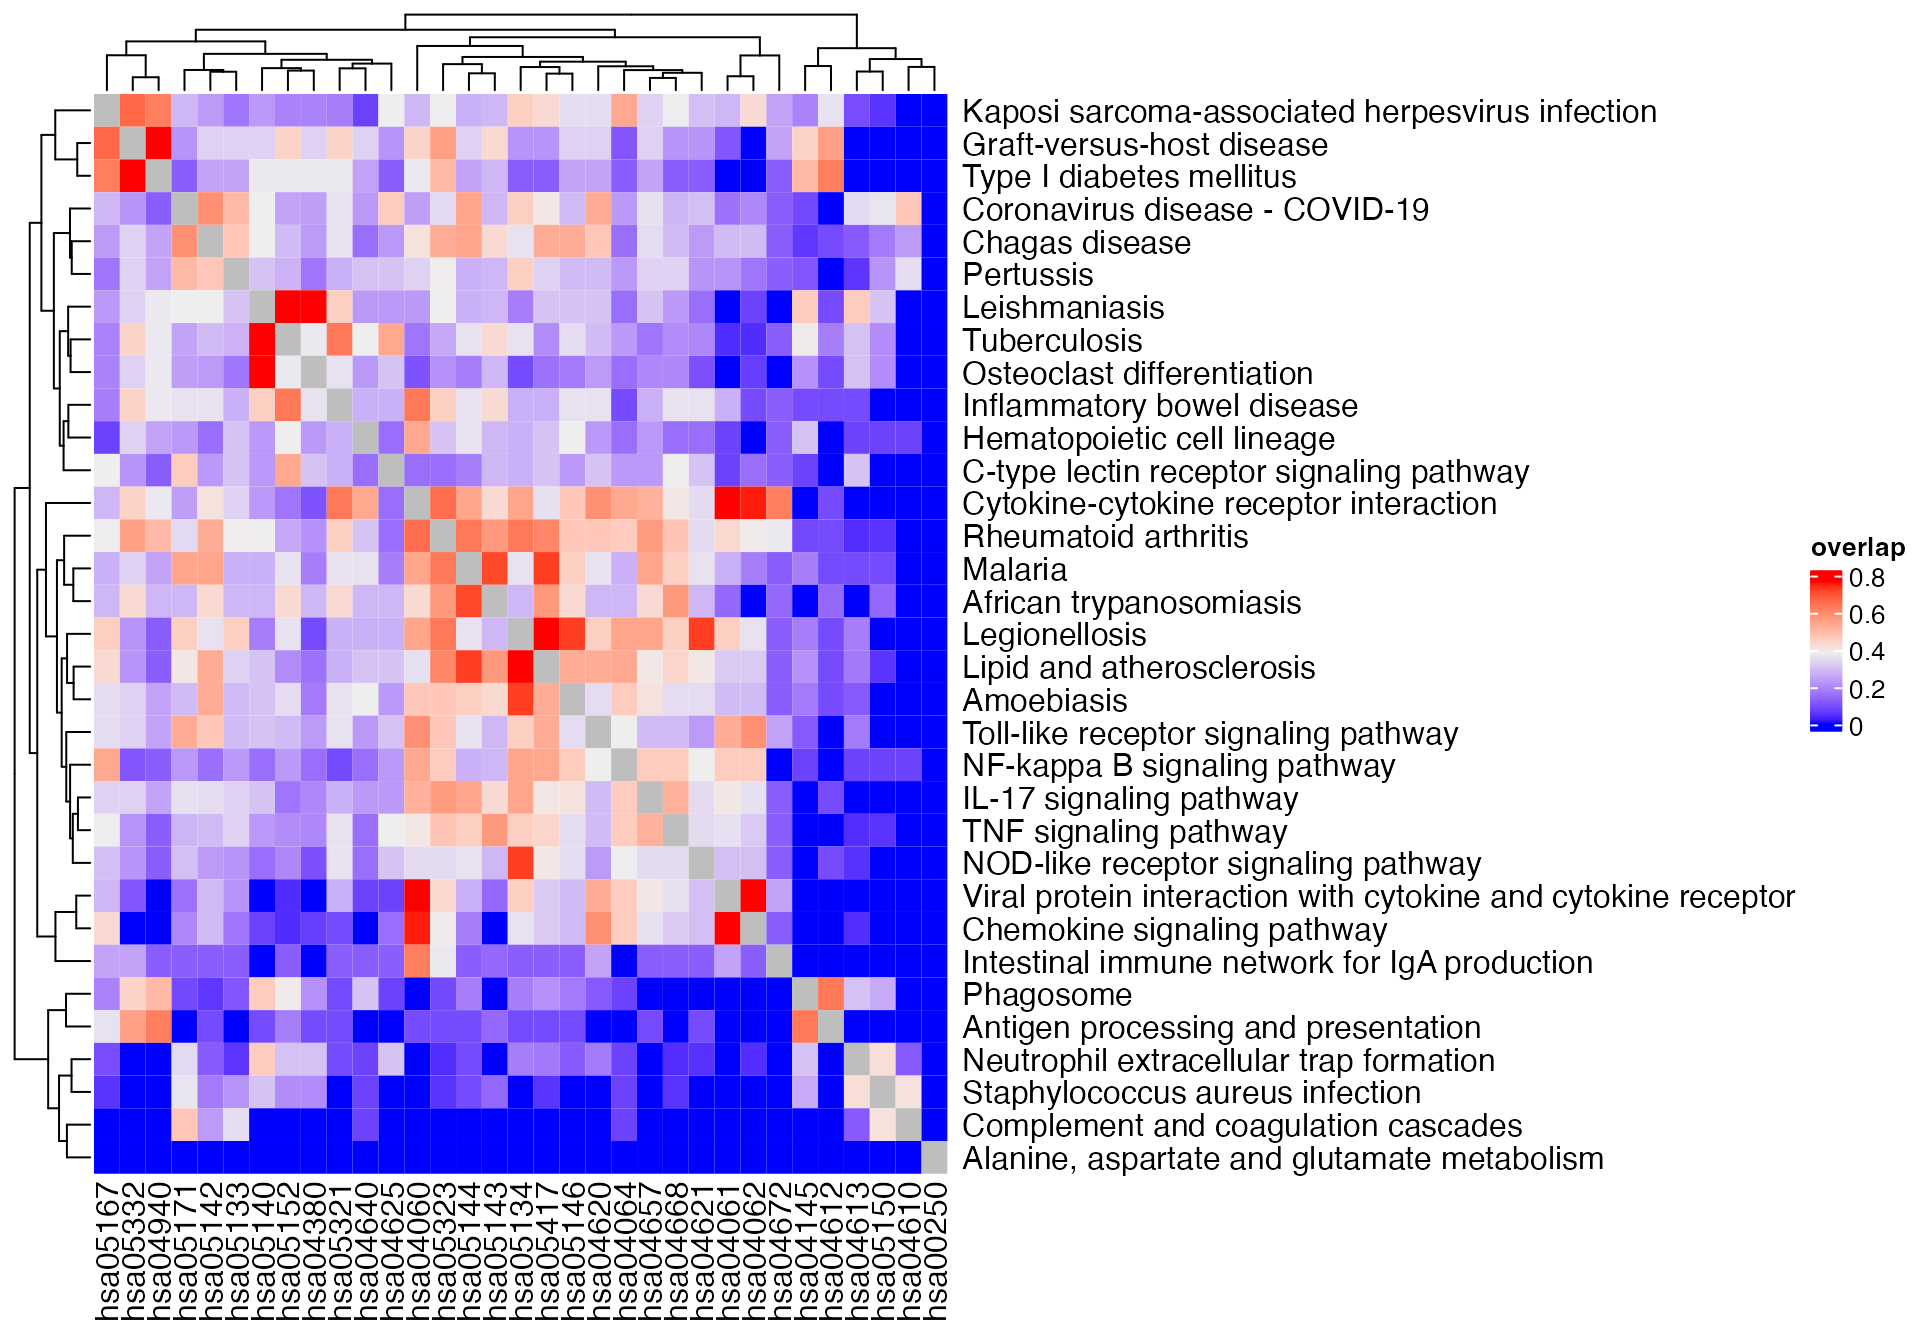 Kaposi sarcoma-associated herpesvirus infection
Graft-versus-host disease
Type I diabetes mellitus
Coronavirus disease - COVID-19
Chagas disease
Pertussis
Leishmaniasis
Tuberculosis
Osteoclast differentiation
Inflammatory bowel disease
Hematopoietic cell lineage
C-type lectin receptor signaling pathway
Cytokine-cytokine receptor interaction
Rheumatoid arthritis
Malaria
African trypanosomiasis
Legionellosis
Lipid and atherosclerosis
Amoebiasis
Toll-like receptor signaling pathway
NF-kappa B signaling pathway
IL-17 signaling pathway
TNF signaling pathway
NOD-like receptor signaling pathway
Viral protein interaction with cytokine and cytokine receptor
Chemokine signaling pathway
Intestinal immune network for IgA production
Phagosome
Antigen processing and presentation
Neutrophil extracellular trap formation
Staphylococcus aureus infection
Complement and coagulation cascades
Alanine, aspartate and glutamate metabolism
overlap
0.8
0.6
0.4
0.2
0
hsa05167
hsa05332
hsa04940
hsa05171
hsa05142
hsa05133
hsa05140
hsa05152
hsa04380
hsa05321
hsa04640
hsa04625
hsa04060
hsa05323
hsa05144
hsa05143
hsa05134
hsa05417
hsa05146
hsa04620
hsa04064
hsa04657
hsa04668
hsa04621
hsa04061
hsa04062
hsa04672
hsa04145
hsa04612
hsa04613
hsa05150
hsa04610
hsa00250